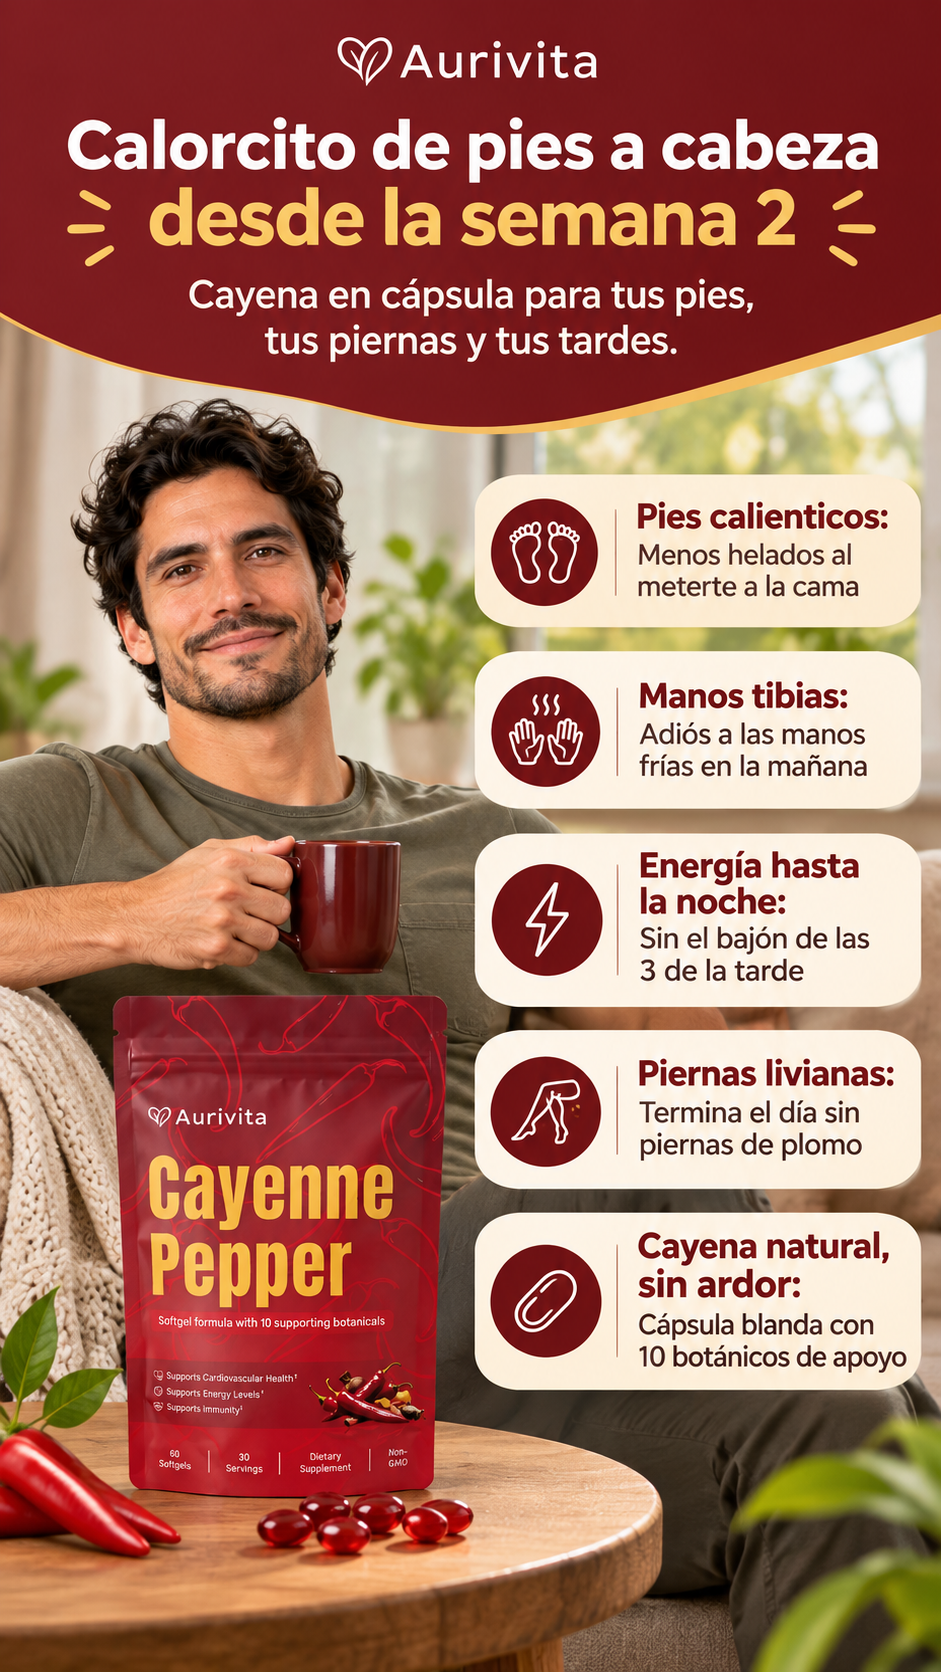 Aurivita
Calorcito de pies a cabeza
desde la semana 2
Cayena en cápsula para tus pies,
tus piernas y tus tardes.
Pies calienticos:
Menos helados al
meterte a la cama
Manos tibias:
Adiós a las manos
frías en la mañana
Energía hasta
la noche:
Sin el bajón de las
3 de la tarde
Piernas livianas:
Termina el día sin
piernas de plomo
Cayena natural,
sin ardor:
Cápsula blanda con
10 botánicos de apoyo
Aurivita
Cayenne
Pepper
Softgel formula with 10 supporting botanicals
Supports Cardiovascular Health†
Supports Energy Levels†
Supports Immunity†
60
Softgels
30
Servings
Dietary
Supplement
Non-
GMO